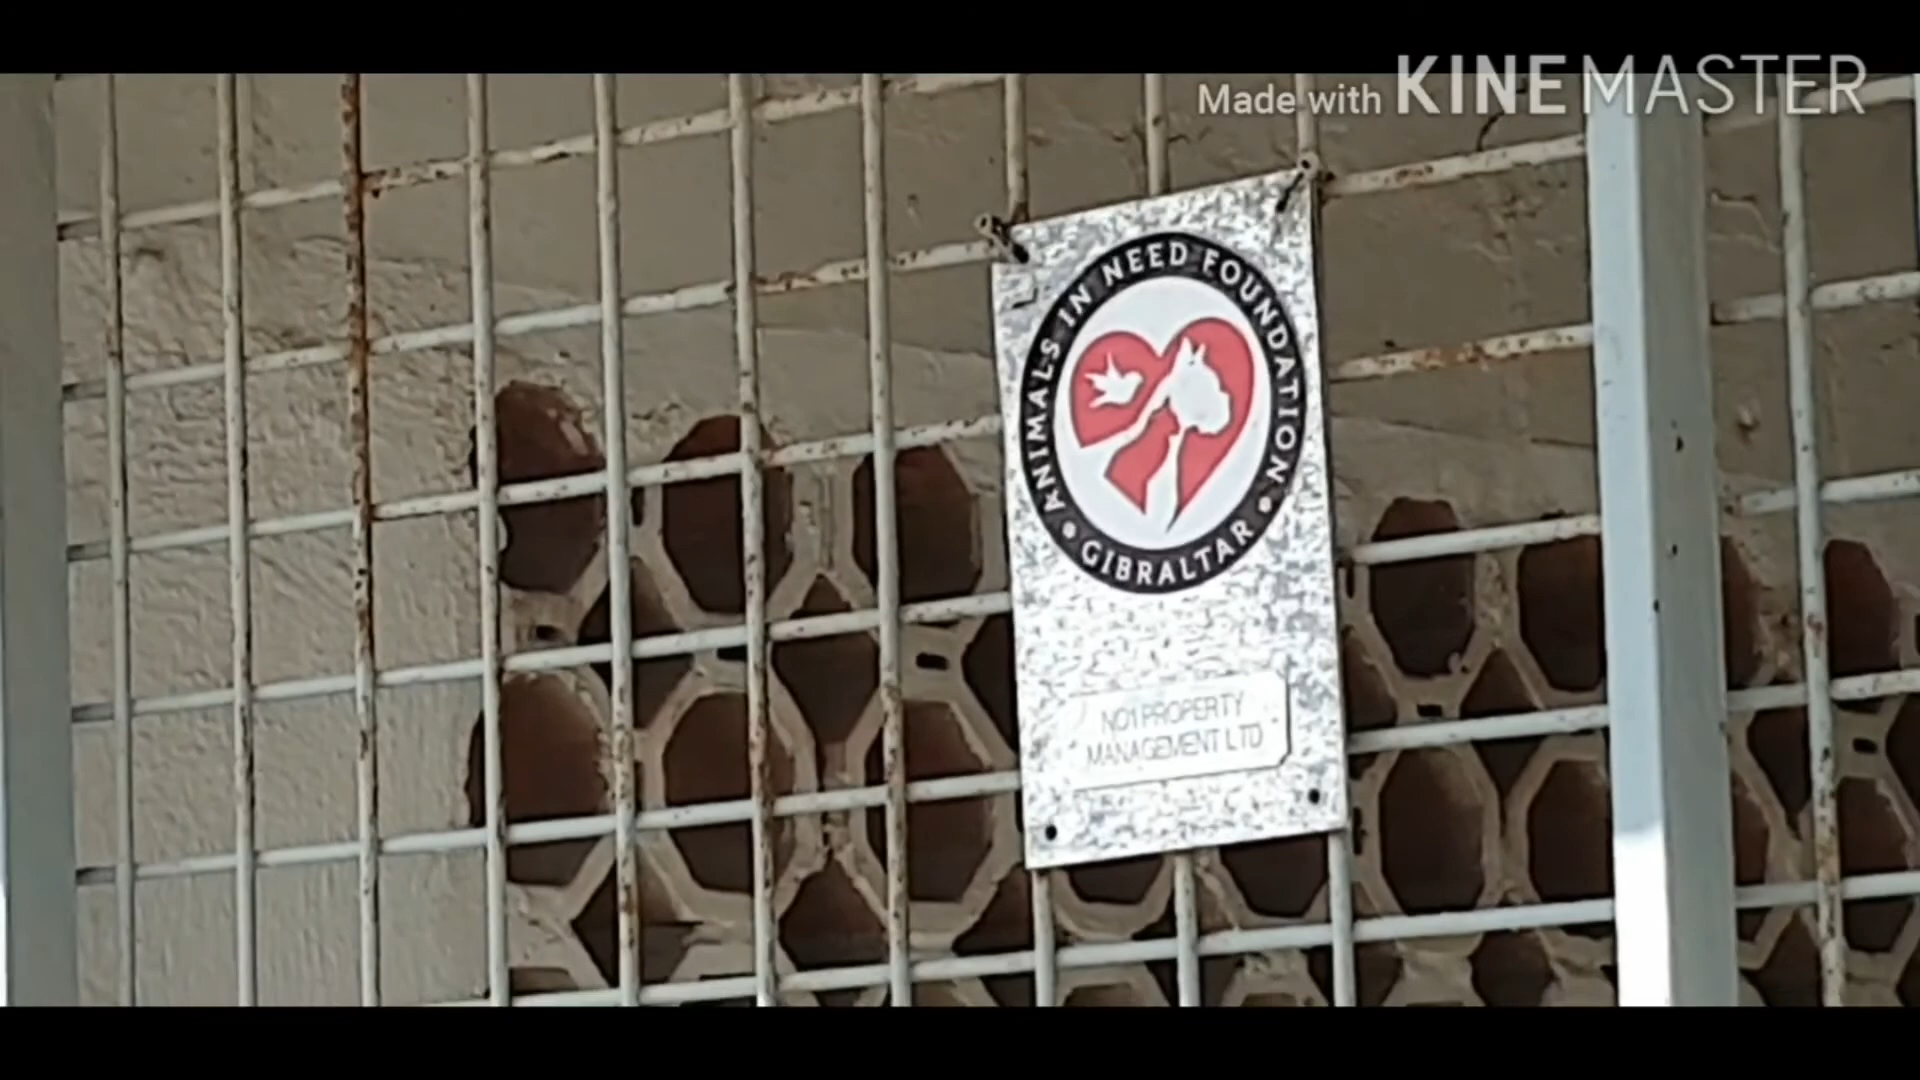 Made with KINEMASTER
ANIMALS IN NEED FOUNDATION
• GIBRALTAR •
NO1 PROPERTY
MANAGEMENT LTD